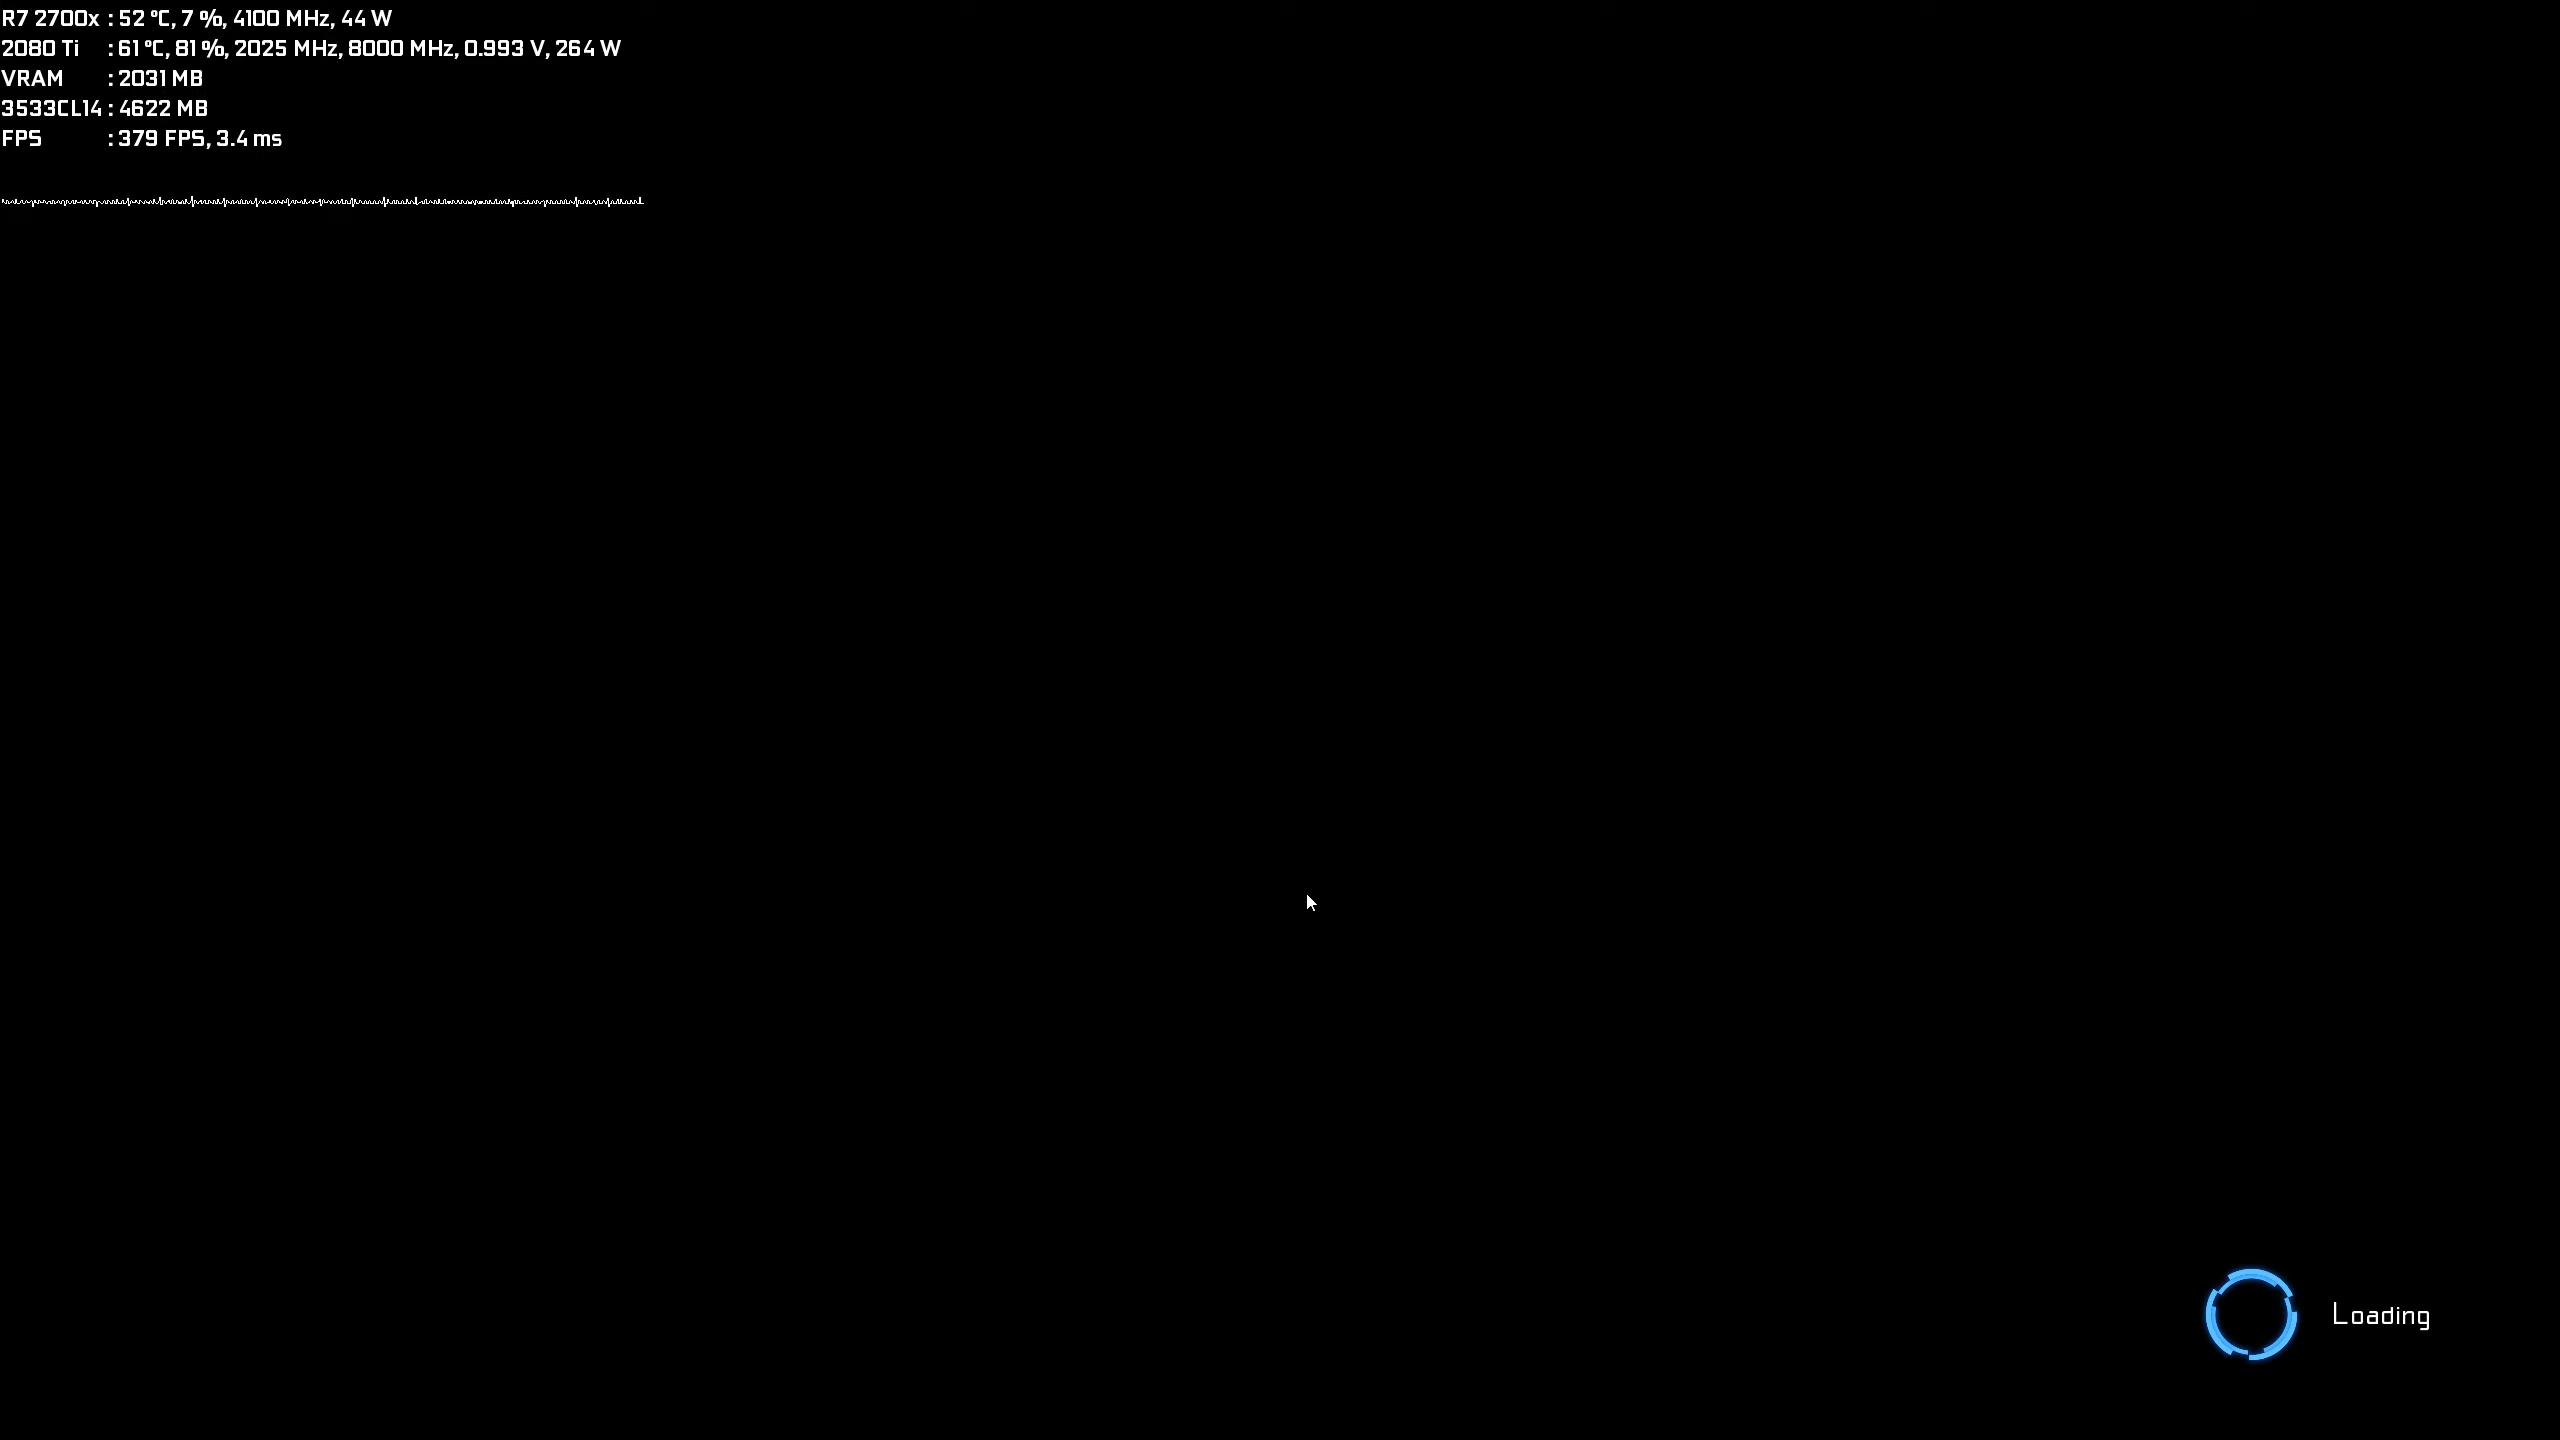 R7 2700x : 52 °C, 7 %, 4100 MHz, 44 W
2080 Ti : 61 °C, 81 %, 2025 MHz, 8000 MHz, 0.993 V, 264 W
VRAM : 2031 MB
3533CL14 : 4622 MB
FPS : 379 FPS, 3.4 ms
Loading